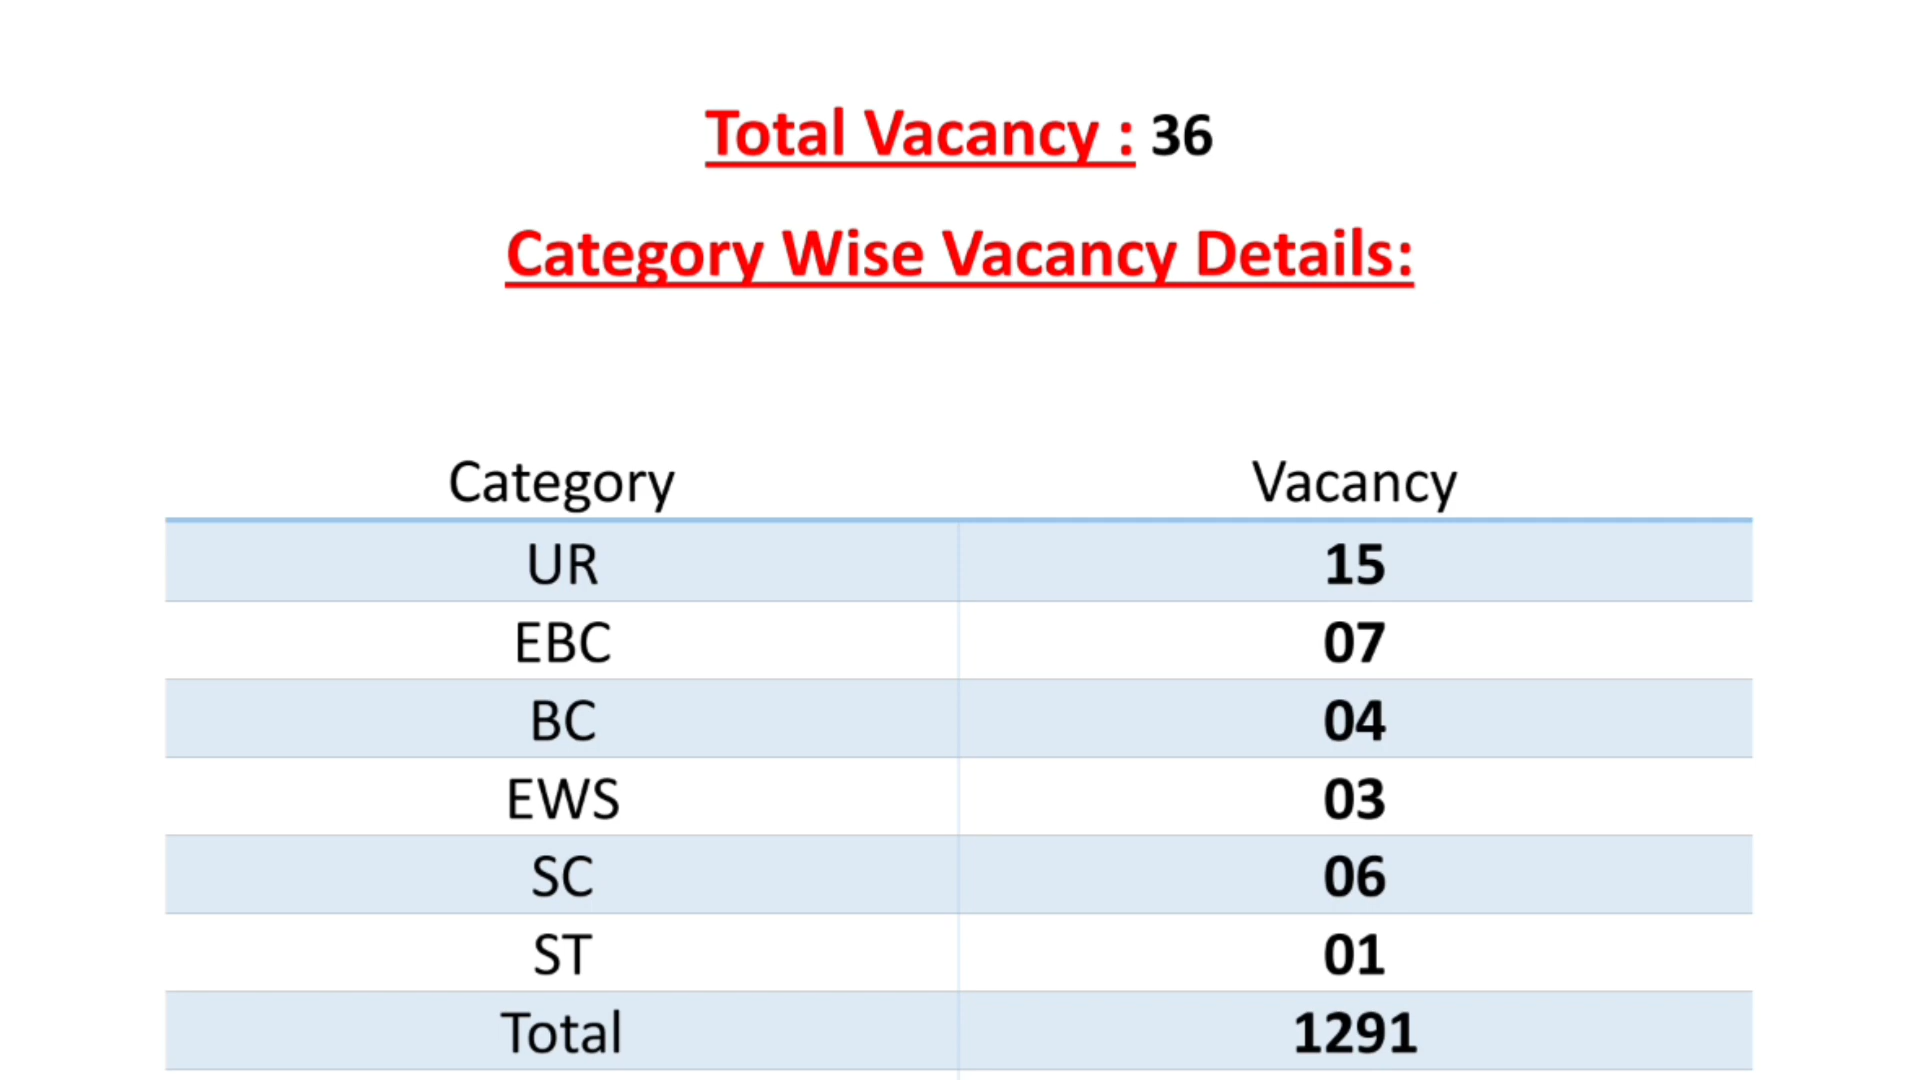 Total Vacancy : 36
Category Wise Vacancy Details:
Category Vacancy
UR 15
EBC 07
BC 04
EWS 03
SC 06
ST 01
Total 1291